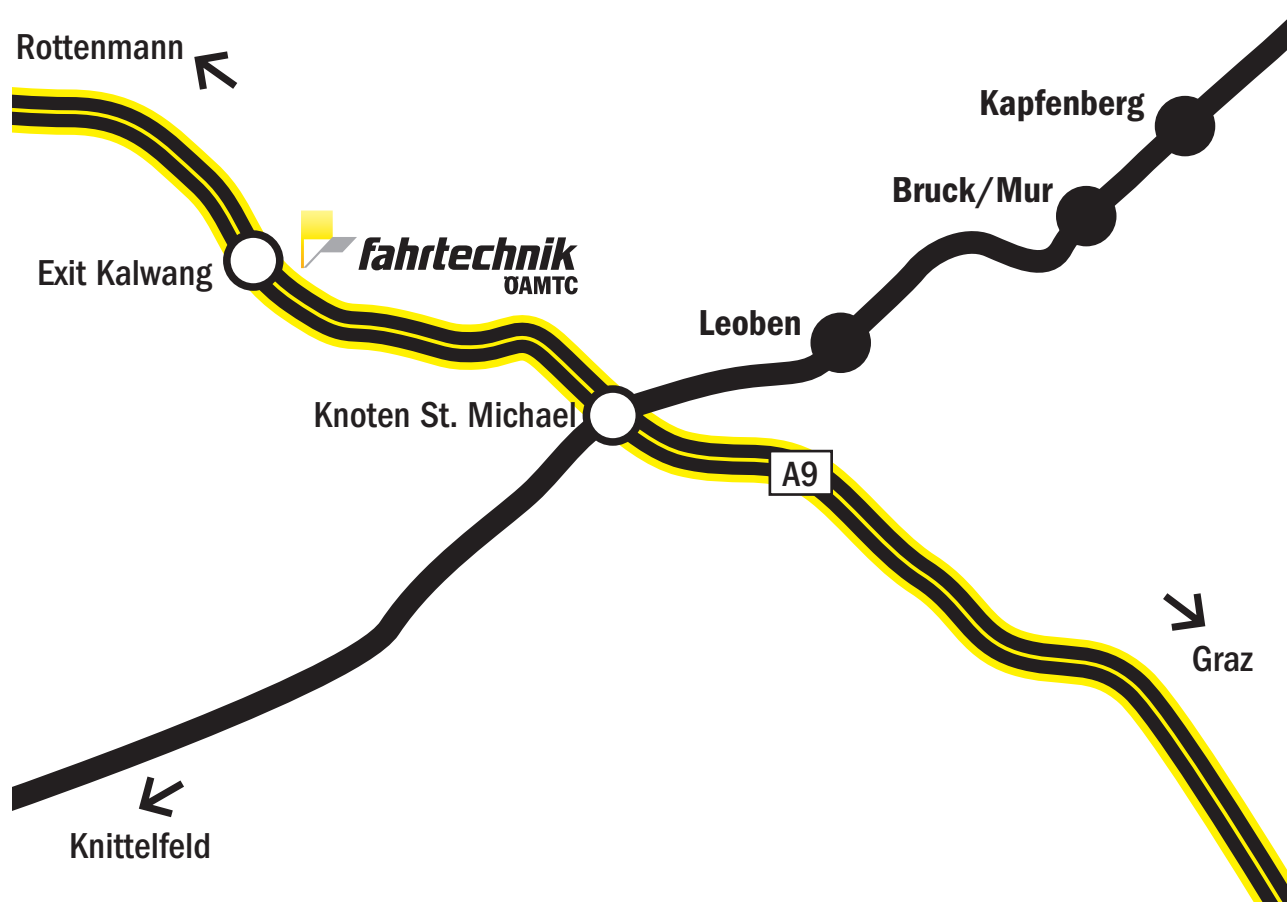 Rottenmann
Kapfenberg
Bruck/Mur
fahrtechnik
ÖAMTC
Exit Kalwang
Leoben
Knoten St. Michael
A9
Graz
Knittelfeld